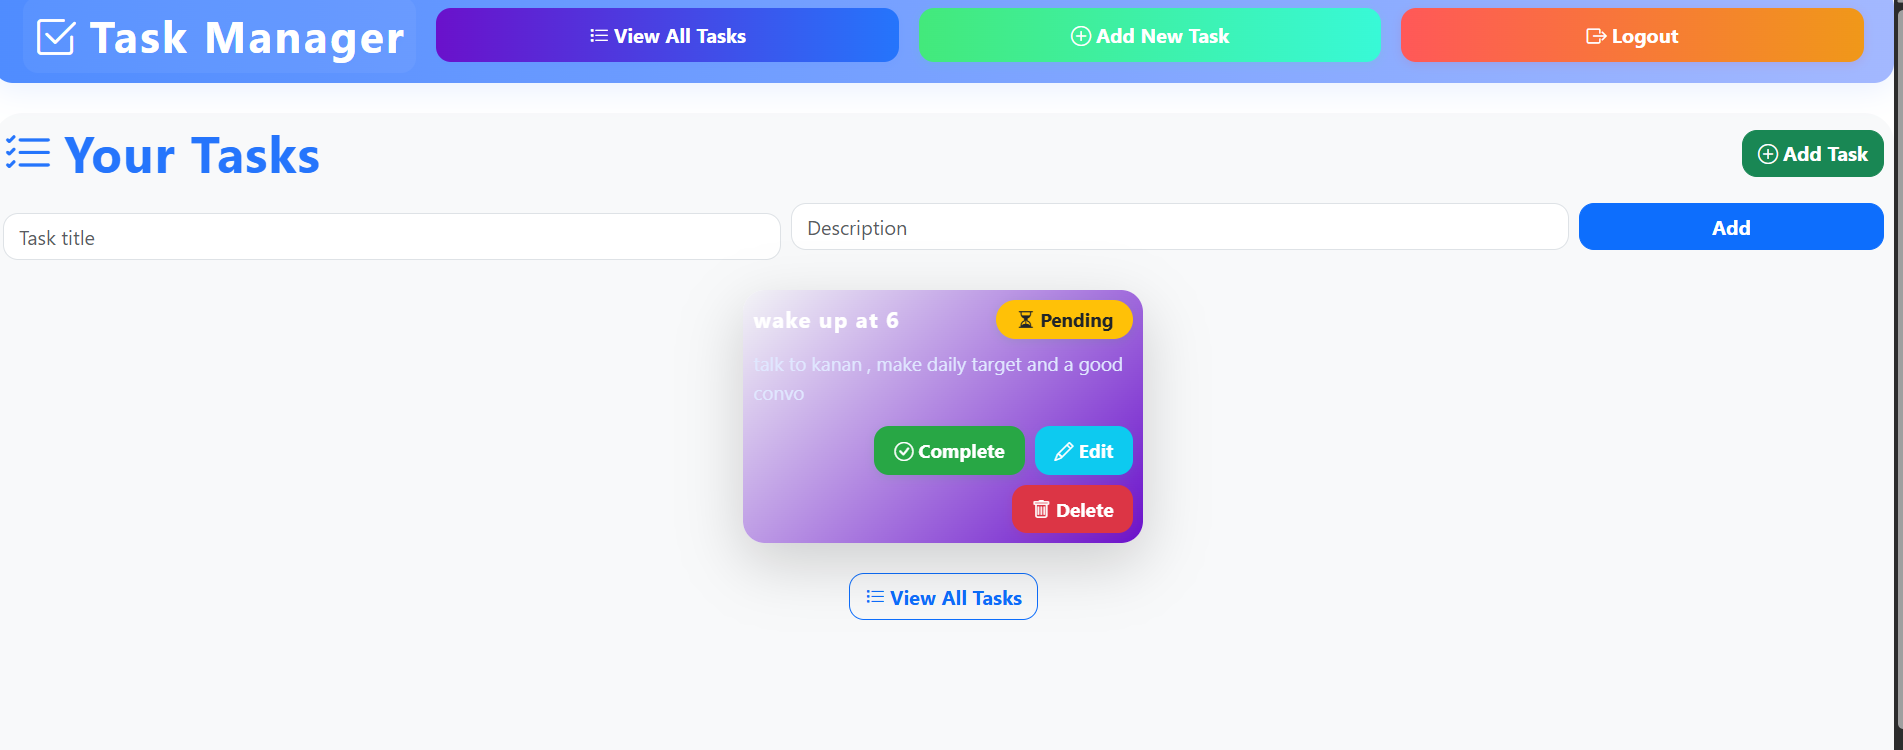 Task Manager
View All Tasks
Add New Task
Logout
Your Tasks
Add Task
Task title
Description
Add
wake up at 6
Pending
talk to kanan , make daily target and a good
convo
Complete
Edit
Delete
View All Tasks